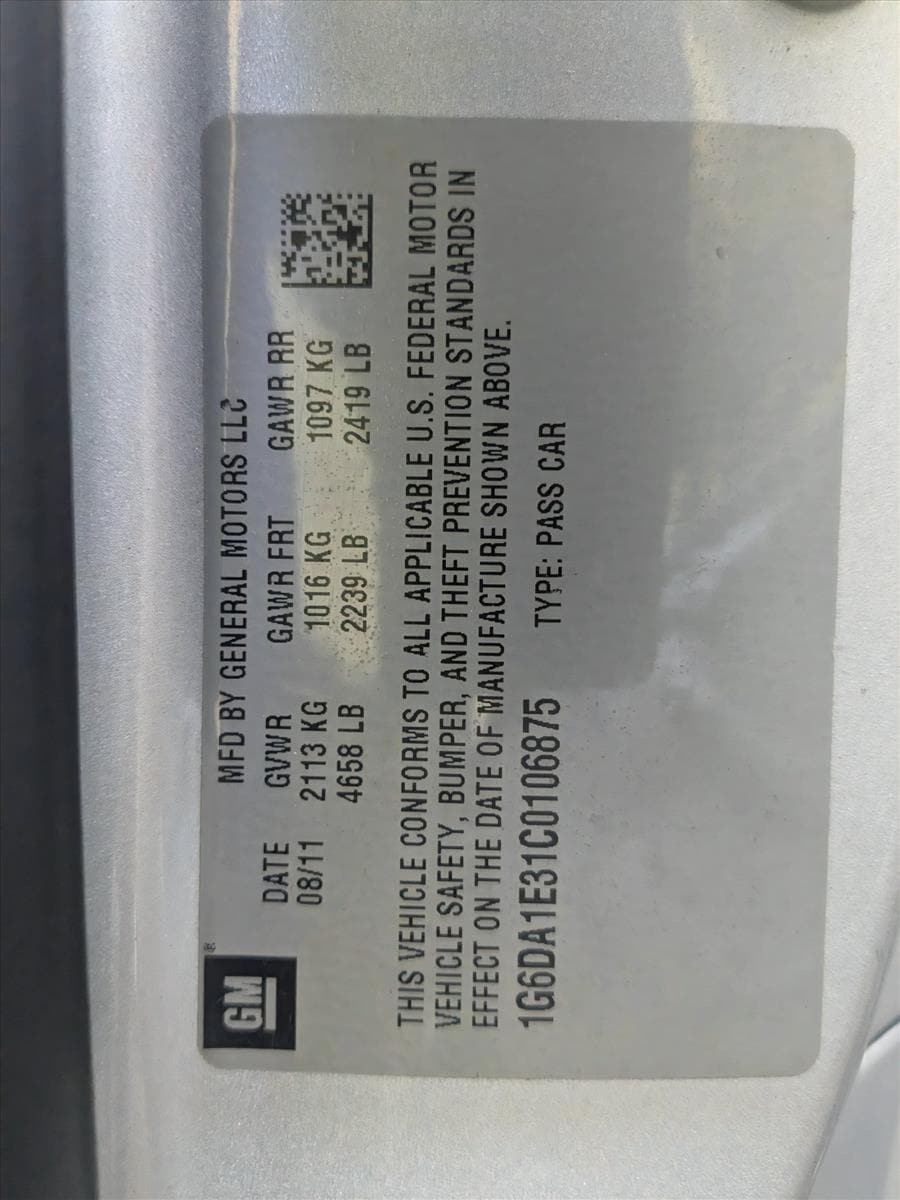 GM®
MFD BY GENERAL MOTORS LLC
DATE GVWR GAWR FRT GAWR RR
08/11 2113 KG 1016 KG 1097 KG
4658 LB 2239 LB 2419 LB
THIS VEHICLE CONFORMS TO ALL APPLICABLE U.S. FEDERAL MOTOR
VEHICLE SAFETY, BUMPER, AND THEFT PREVENTION STANDARDS IN
EFFECT ON THE DATE OF MANUFACTURE SHOWN ABOVE.
1G6DA1E31C0106875 TYPE: PASS CAR